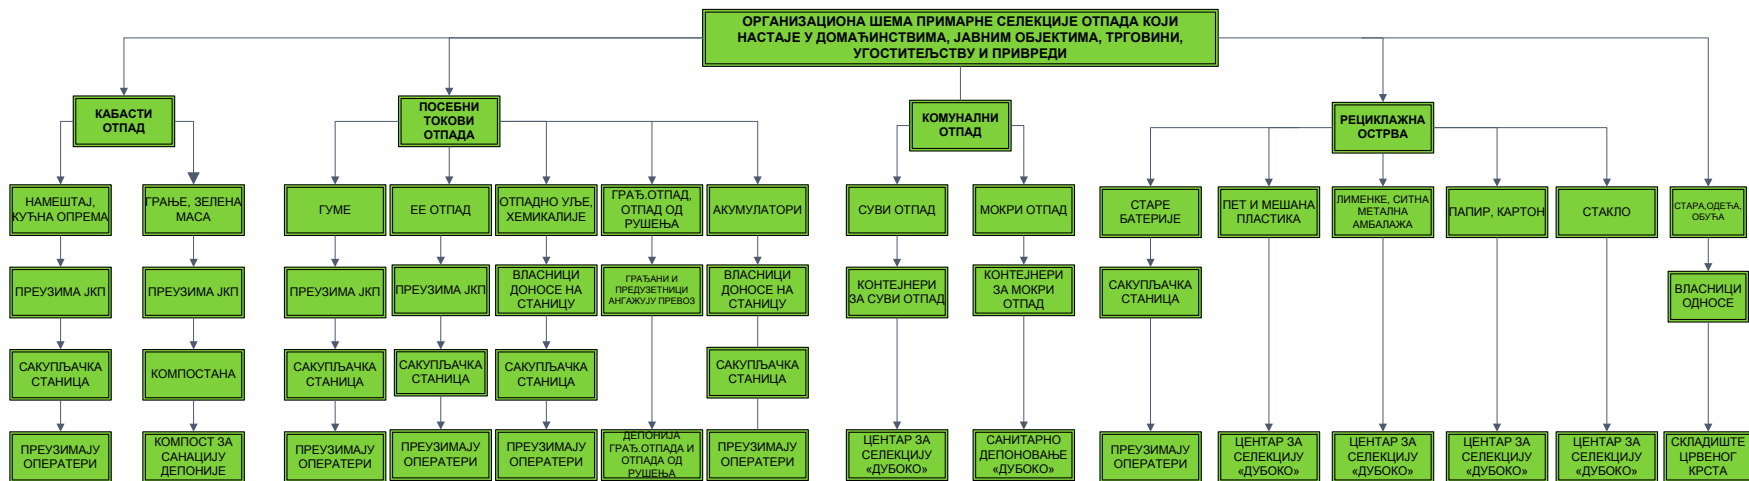 ОРГАНИЗАЦИОНА ШЕМА ПРИМАРНЕ СЕЛЕКЦИЈЕ ОТПАДА КОЈИ
НАСТАЈЕ У ДОМАЋИНСТВИМА, ЈАВНИМ ОБЈЕКТИМА, ТРГОВИНИ,
УГОСТИТЕЉСТВУ И ПРИВРЕДИ
КАБАСТИ
ОТПАД
ПОСЕБНИ
ТОКОВИ
ОТПАДА
КОМУНАЛНИ
ОТПАД
РЕЦИКЛАЖНА
ОСТРВА
НАМЕШТАЈ,
КУЋНА ОПРЕМА
ГРАЊЕ, ЗЕЛЕНА
МАСА
ГУМЕ
ЕЕ ОТПАД
ОТПАДНО УЉЕ,
ХЕМИКАЛИЈЕ
ГРАЂ.ОТПАД,
ОТПАД ОД
РУШЕЊА
АКУМУЛАТОРИ
СУВИ ОТПАД
МОКРИ ОТПАД
СТАРЕ
БАТЕРИЈЕ
ПЕТ И МЕШАНА
ПЛАСТИКА
ЛИМЕНКЕ, СИТНА
МЕТАЛНА
АМБАЛАЖА
ПАПИР, КАРТОН
СТАКЛО
СТАРА,ОДЕЋА,
ОБУЋА
ПРЕУЗИМА ЈКП
ПРЕУЗИМА ЈКП
ПРЕУЗИМА ЈКП
ПРЕУЗИМА ЈКП
ВЛАСНИЦИ
ДОНОСЕ НА
СТАНИЦУ
ГРАЂАНИ И
ПРЕДУЗЕТНИЦИ
АНГАЖУЈУ ПРЕВОЗ
ВЛАСНИЦИ
ДОНОСЕ НА
СТАНИЦУ
КОНТЕЈНЕРИ
ЗА СУВИ ОТПАД
КОНТЕЈНЕРИ
ЗА МОКРИ
ОТПАД
САКУПЉАЧКА
СТАНИЦА
ВЛАСНИЦИ
ОДНОСЕ
САКУПЉАЧКА
СТАНИЦА
КОМПОСТАНА
САКУПЉАЧКА
СТАНИЦА
САКУПЉАЧКА
СТАНИЦА
САКУПЉАЧКА
СТАНИЦА
САКУПЉАЧКА
СТАНИЦА
ПРЕУЗИМАЈУ
ОПЕРАТЕРИ
КОМПОСТ ЗА
САНАЦИЈУ
ДЕПОНИЈЕ
ПРЕУЗИМАЈУ
ОПЕРАТЕРИ
ПРЕУЗИМАЈУ
ОПЕРАТЕРИ
ПРЕУЗИМАЈУ
ОПЕРАТЕРИ
ДЕПОНИЈА
ГРАЂ.ОТПАДА И
ОТПАДА ОД
РУШЕЊА
ПРЕУЗИМАЈУ
ОПЕРАТЕРИ
ЦЕНТАР ЗА
СЕЛЕКЦИЈУ
«ДУБОКО»
САНИТАРНО
ДЕПОНОВАЊЕ
«ДУБОКО»
ПРЕУЗИМАЈУ
ОПЕРАТЕРИ
ЦЕНТАР ЗА
СЕЛЕКЦИЈУ
«ДУБОКО»
ЦЕНТАР ЗА
СЕЛЕКЦИЈУ
«ДУБОКО»
ЦЕНТАР ЗА
СЕЛЕКЦИЈУ
«ДУБОКО»
ЦЕНТАР ЗА
СЕЛЕКЦИЈУ
«ДУБОКО»
СКЛАДИШТЕ
ЦРВЕНОГ
КРСТА